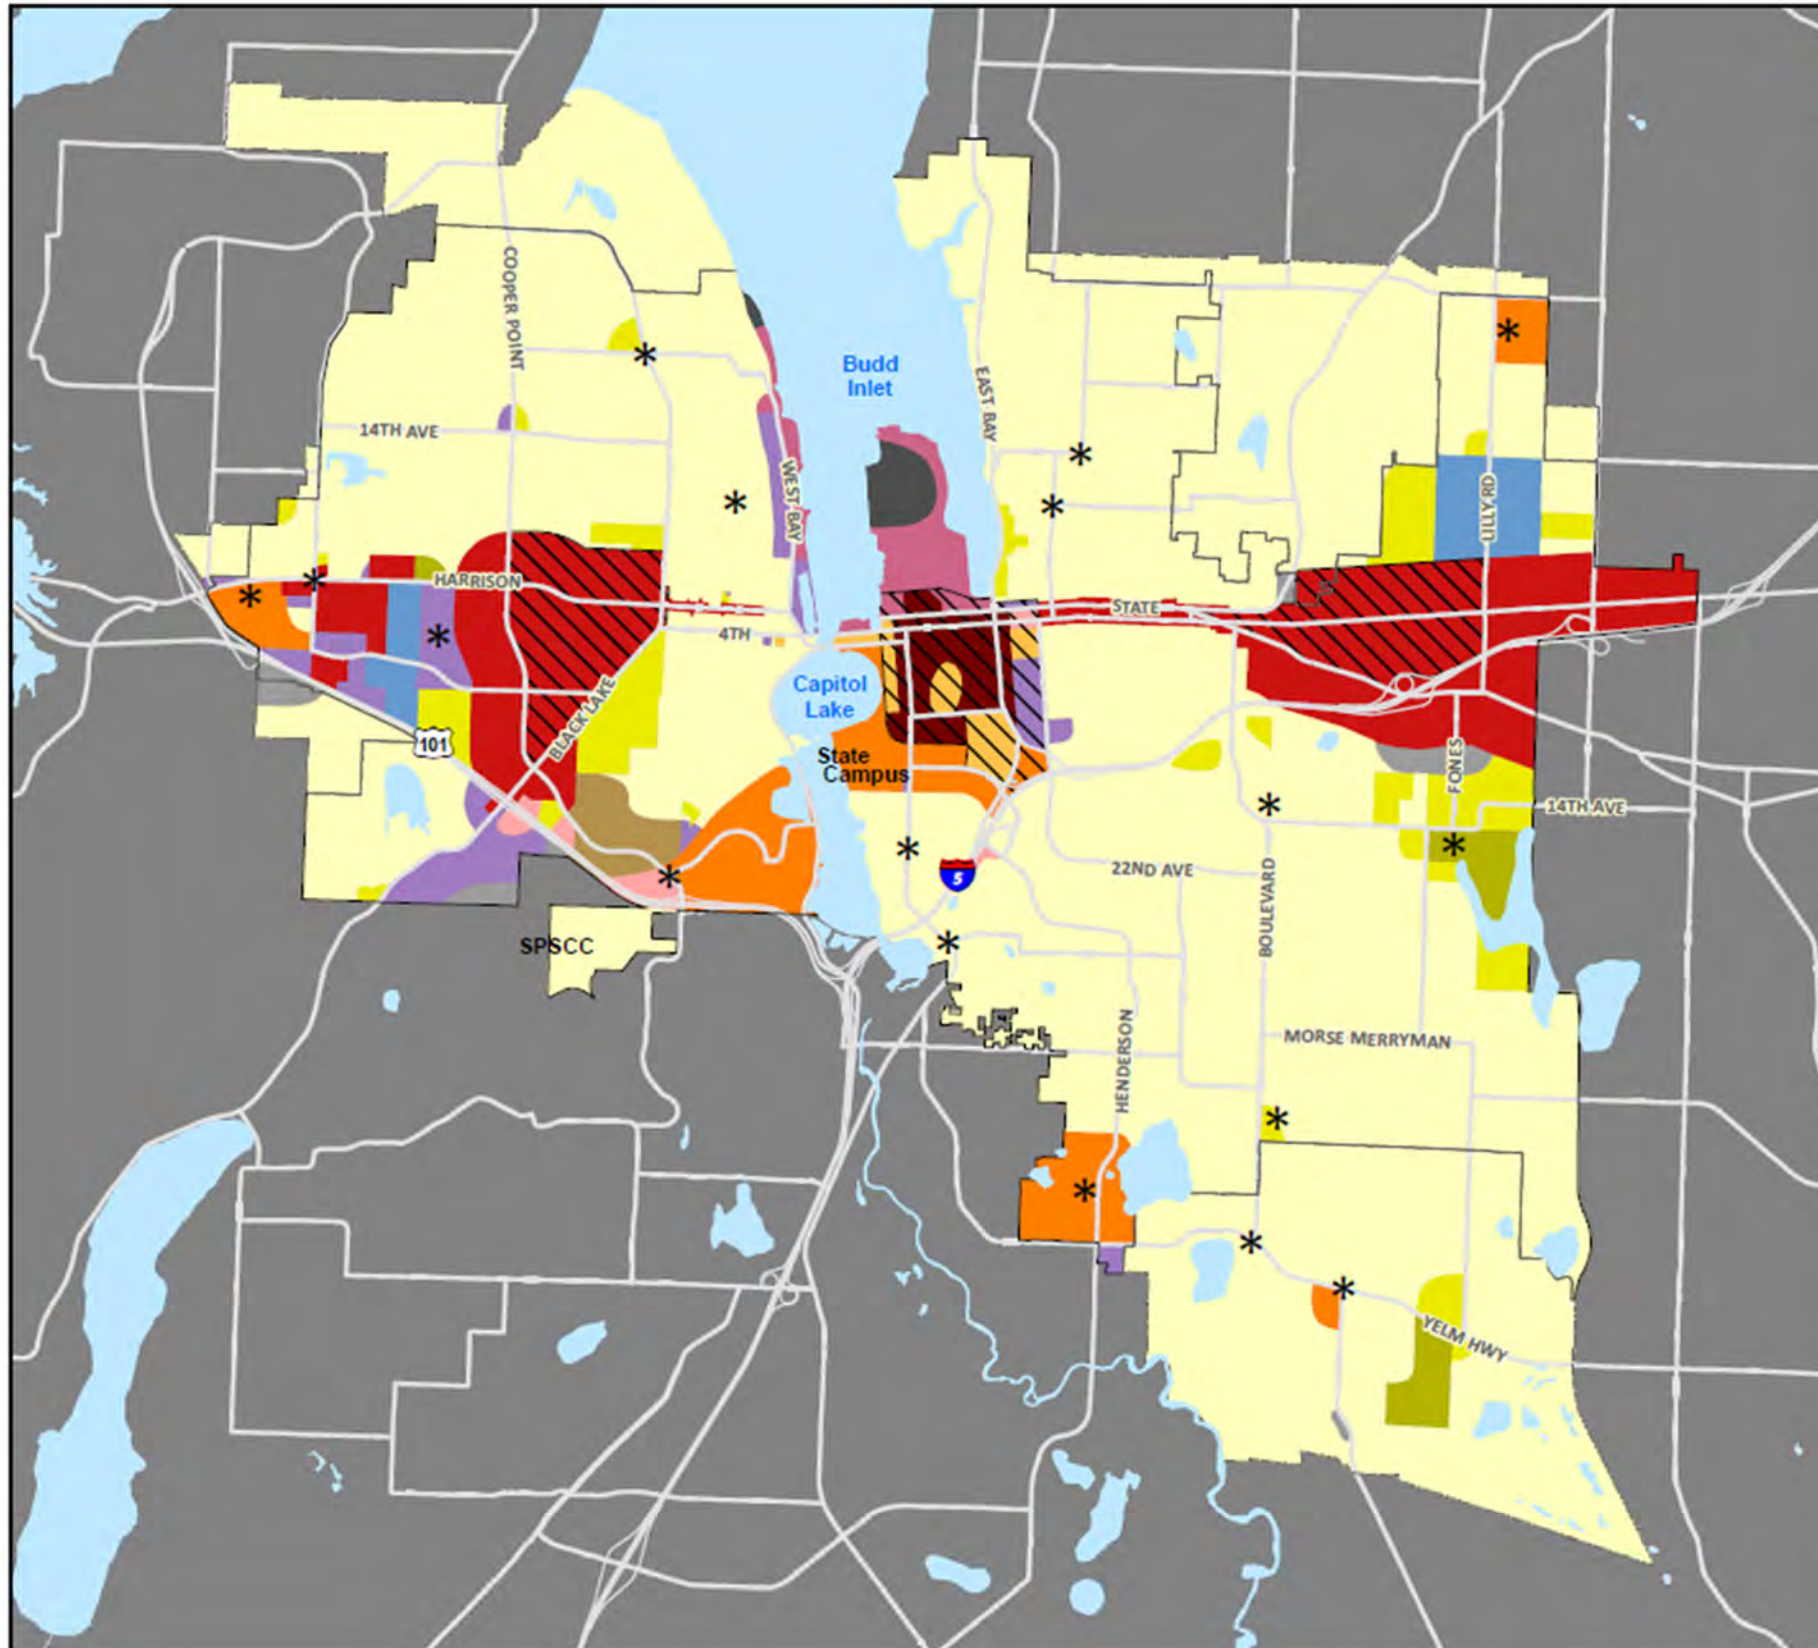 COOPER POINT
Budd
Inlet
EAST BAY
14TH AVE
WEST BAY
LILLY RD
HARRISON
STATE
4TH
Capitol
Lake
BLACK LAKE
101
State
Campus
FONES
14TH AVE
22ND AVE
5
BOULEVARD
SPSCC
HENDERSON
MORSE MERRYMAN
YELM HWY